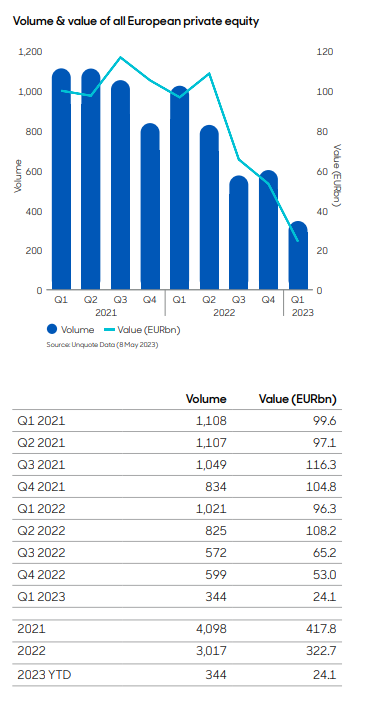 Volume & value of all European private equity
1,200 120
1,000 100
800 80
600 60
400 40
200 20
0 0
Volume
Value (EURbn)
Q1 Q2 Q3 Q4 Q1 Q2 Q3 Q4 Q1
2021 2022 2023
Volume Value (EURbn)
Source: Unquote Data (8 May 2023)
Volume Value (EURbn)
Q1 2021 1,108 99.6
Q2 2021 1,107 97.1
Q3 2021 1,049 116.3
Q4 2021 834 104.8
Q1 2022 1,021 96.3
Q2 2022 825 108.2
Q3 2022 572 65.2
Q4 2022 599 53.0
Q1 2023 344 24.1
2021 4,098 417.8
2022 3,017 322.7
2023 YTD 344 24.1